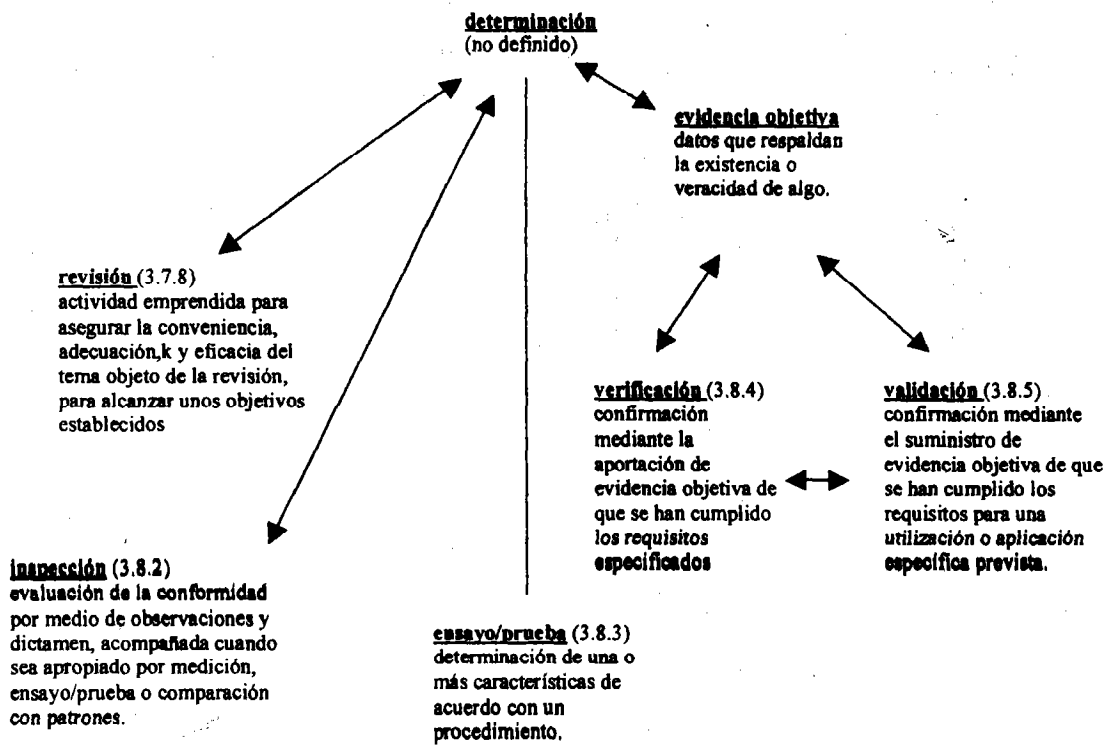 determinación
(no definido)
evidencia objetiva
datos que respaldan
la existencia o
veracidad de algo.
revisión (3.7.8)
actividad emprendida para
asegurar la conveniencia,
adecuación,k y eficacia del
tema objeto de la revisión,
para alcanzar unos objetivos
establecidos
verificación (3.8.4)
confirmación
mediante la
aportación de
evidencia objetiva de
que se han cumplido
los requisitos
especificados
validación (3.8.5)
confirmación mediante
el suministro de
evidencia objetiva de que
se han cumplido los
requisitos para una
utilización o aplicación
específica prevista.
inspección (3.8.2)
evaluación de la conformidad
por medio de observaciones y
dictamen, acompañada cuando
sea apropiado por medición,
ensayo/prueba o comparación
con patrones.
ensayo/prueba (3.8.3)
determinación de una o
más características de
acuerdo con un
procedimiento.